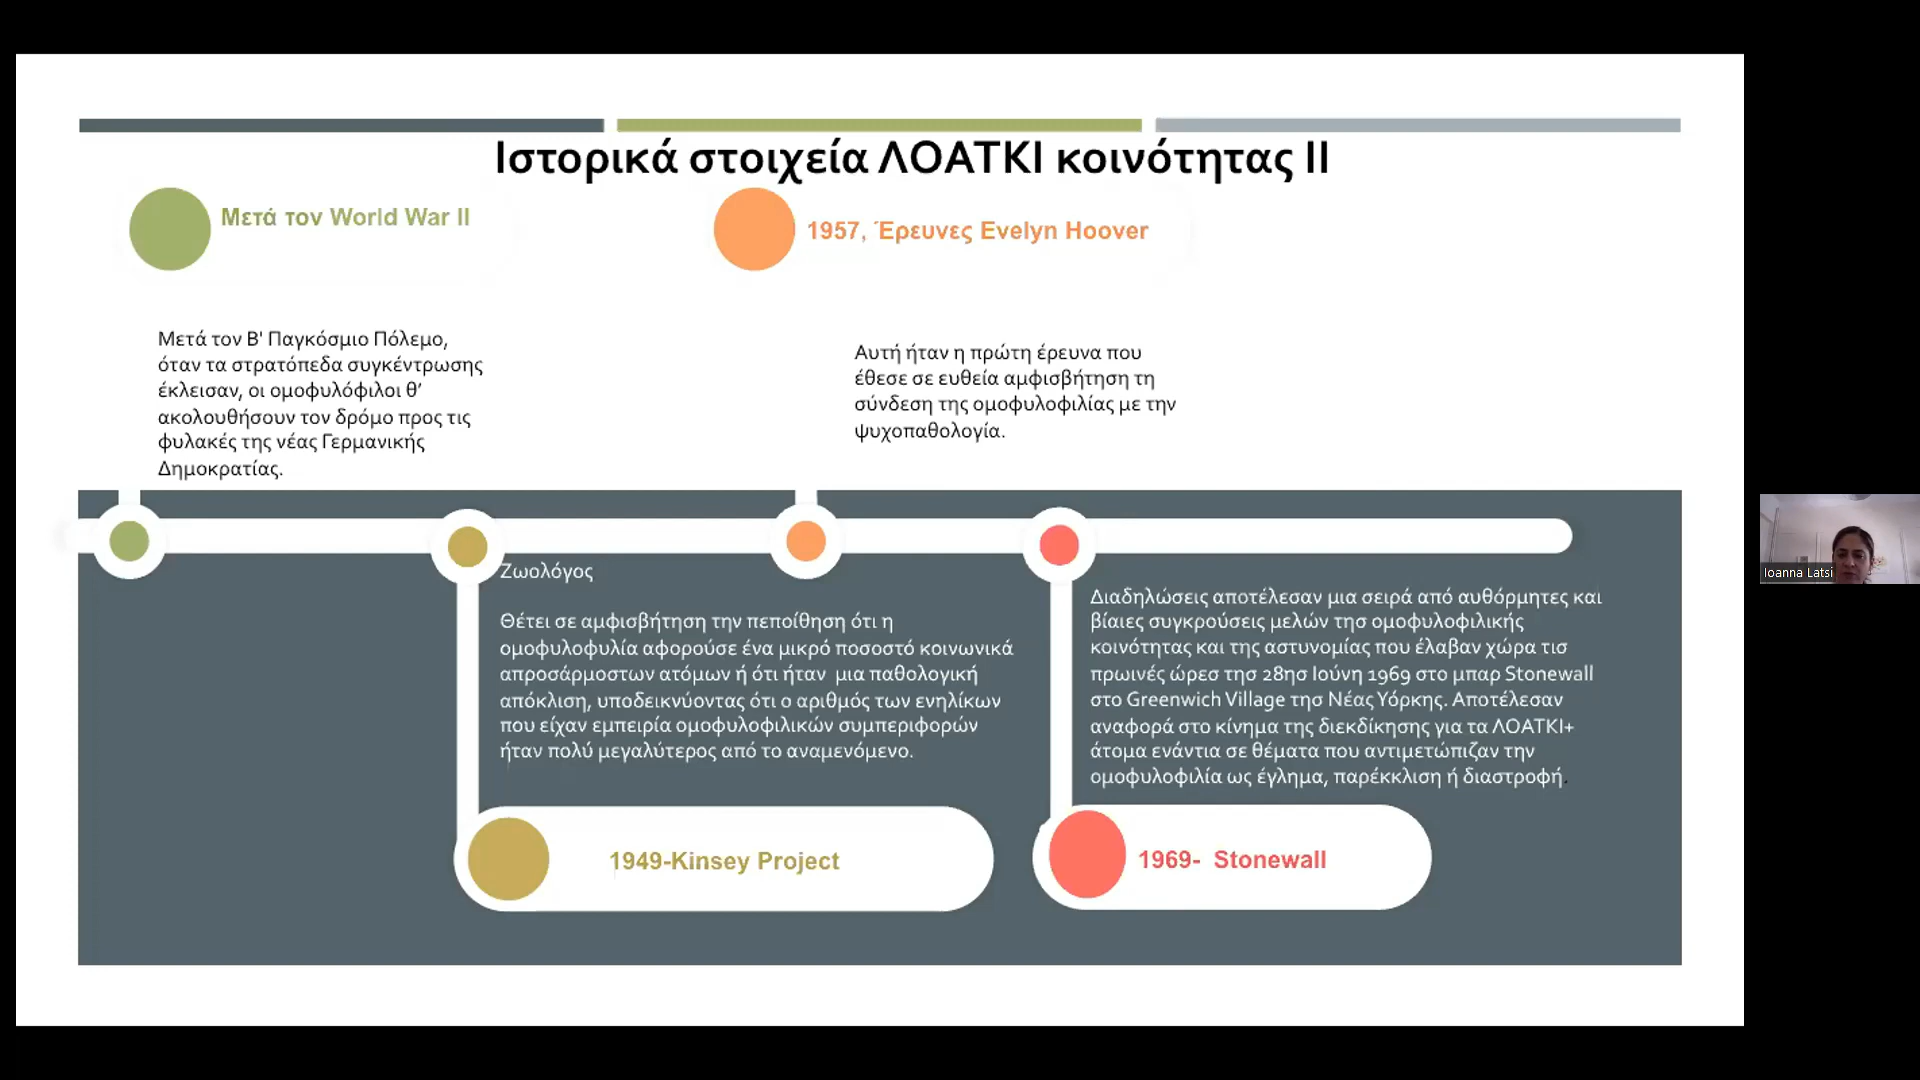 Ιστορικά στοιχεία ΛΟΑΤΚΙ κοινότητας ΙΙ
Μετά τον World War II
Μετά τον Β' Παγκόσμιο Πόλεμο,
όταν τα στρατόπεδα συγκέντρωσης
έκλεισαν, οι ομοφυλόφιλοι θ’
ακολουθήσουν τον δρόμο προς τις
φυλακές της νέας Γερμανικής
Δημοκρατίας.
1957, Έρευνες Evelyn Hoover
Αυτή ήταν η πρώτη έρευνα που
έθεσε σε ευθεία αμφισβήτηση τη
σύνδεση της ομοφυλοφιλίας με την
ψυχοπαθολογία.
Ζωολόγος
Θέτει σε αμφισβήτηση την πεποίθηση ότι η
ομοφυλοφυλία αφορούσε ένα μικρό ποσοστό κοινωνικά
απροσάρμοστων ατόμων ή ότι ήταν μια παθολογική
απόκλιση, υποδεικνύοντας ότι ο αριθμός των ενηλίκων
που είχαν εμπειρία ομοφυλοφιλικών συμπεριφορών
ήταν πολύ μεγαλύτερος από το αναμενόμενο.
1949-Kinsey Project
Διαδηλώσεις αποτέλεσαν μια σειρά από αυθόρμητες και
βίαιες συγκρούσεις μελών τησ ομοφυλοφιλικής
κοινότητας και της αστυνομίας που έλαβαν χώρα τισ
πρωινές ώρεσ τησ 28ησ Ιούνη 1969 στο μπαρ Stonewall
στο Greenwich Village τησ Νέας Υόρκης. Αποτέλεσαν
αναφορά στο κίνημα της διεκδίκησης για τα ΛΟΑΤΚΙ+
άτομα ενάντια σε θέματα που αντιμετώπιζαν την
ομοφυλοφιλία ως έγλημα, παρέκκλιση ή διαστροφή.
1969- Stonewall
Ioanna Latsi